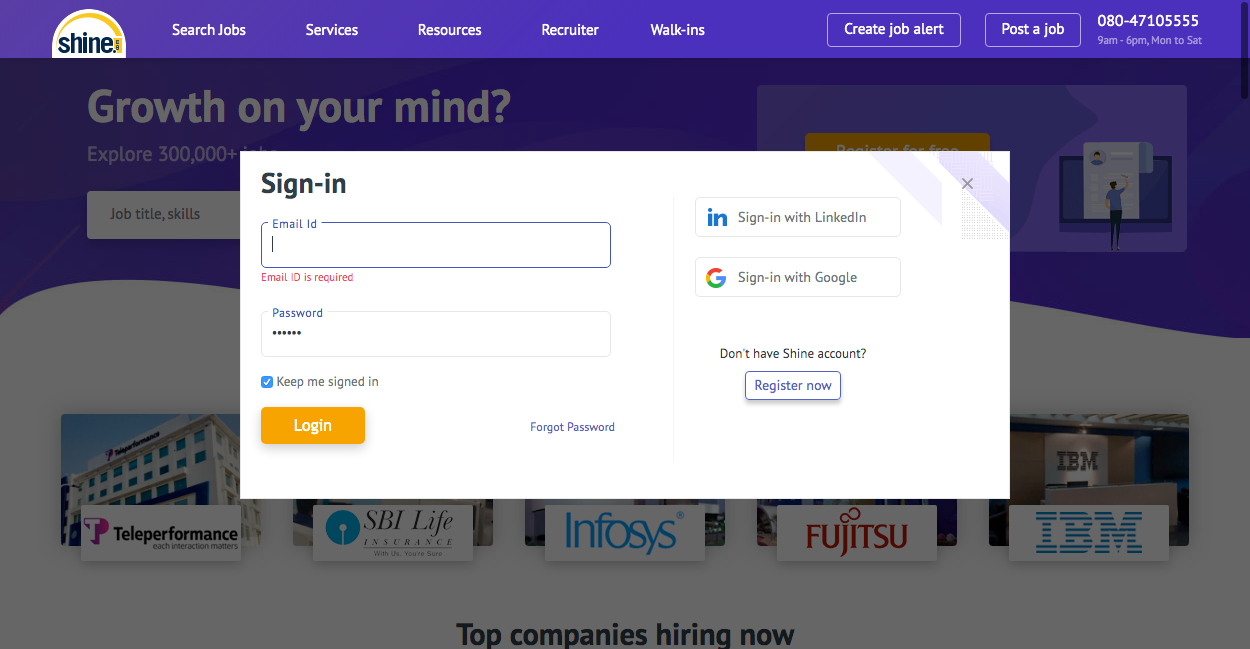 shine.com
Search Jobs
Services
Resources
Recruiter
Walk-ins
Create job alert
Post a job
080-47105555
9am - 6pm, Mon to Sat
Growth on your mind?
Explore 300,000+ jobs
Register for free
Job title, skills
Sign-in
Email Id
Email ID is required
Password
••••••
Keep me signed in
Login
Forgot Password
Sign-in with LinkedIn
Sign-in with Google
Don't have Shine account?
Register now
Teleperformance
IBM
Teleperformance
each interaction matters
SBI Life
INSURANCE
With Us, You're Sure
Infosys®
FUJITSU
IBM
Top companies hiring now